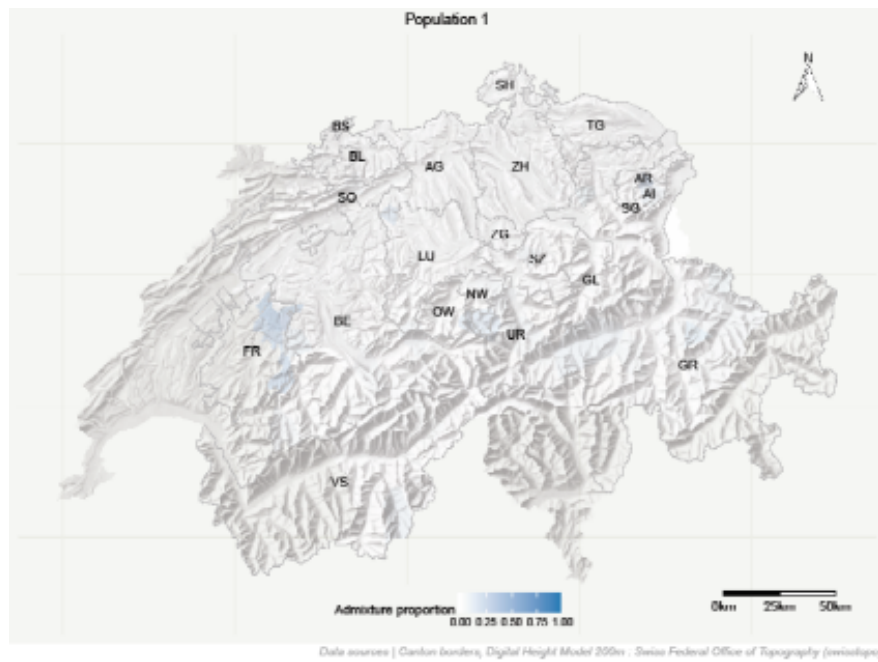 Population 1
N
SH
BS
TG
BL
AG
ZH
AR
AI
SO
SG
ZG
LU
SZ
GL
NW
OW
BE
UR
FR
GR
VS
Admixture proportion
0.00 0.25 0.50 0.75 1.00
0km 25km 50km
Data sources | Canton borders, Digital Height Model 200m : Swiss Federal Office of Topography (swisstopo